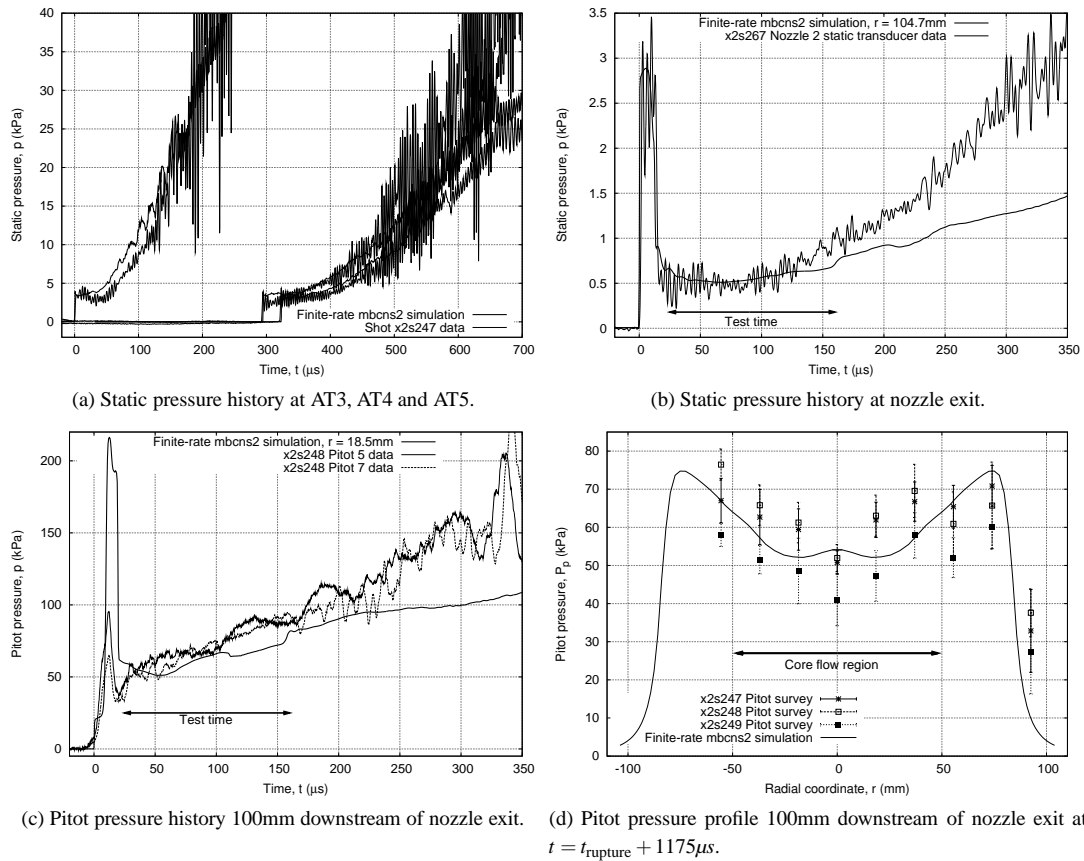 40
35
30
25
20
15
10
5
0
Static pressure, p (kPa)
Finite-rate mbcns2 simulation
Shot x2s247 data
0 100 200 300 400 500 600 700
Time, t (μs)
(a) Static pressure history at AT3, AT4 and AT5.
3.5
3
2.5
2
1.5
1
0.5
0
Static pressure, p (kPa)
Finite-rate mbcns2 simulation, r = 104.7mm
x2s267 Nozzle 2 static transducer data
Test time
0 50 100 150 200 250 300 350
Time, t (μs)
(b) Static pressure history at nozzle exit.
200
150
100
50
0
Pitot pressure, p (kPa)
Finite-rate mbcns2 simulation, r = 18.5mm
x2s248 Pitot 5 data
x2s248 Pitot 7 data
Test time
0 50 100 150 200 250 300 350
Time, t (μs)
(c) Pitot pressure history 100mm downstream of nozzle exit.
90
80
70
60
50
40
30
20
10
0
Pitot pressure, Pp (kPa)
Core flow region
x2s247 Pitot survey
x2s248 Pitot survey
x2s249 Pitot survey
Finite-rate mbcns2 simulation
-100 -50 0 50 100
Radial coordinate, r (mm)
(d) Pitot pressure profile 100mm downstream of nozzle exit at
t = trupture + 1175μs.